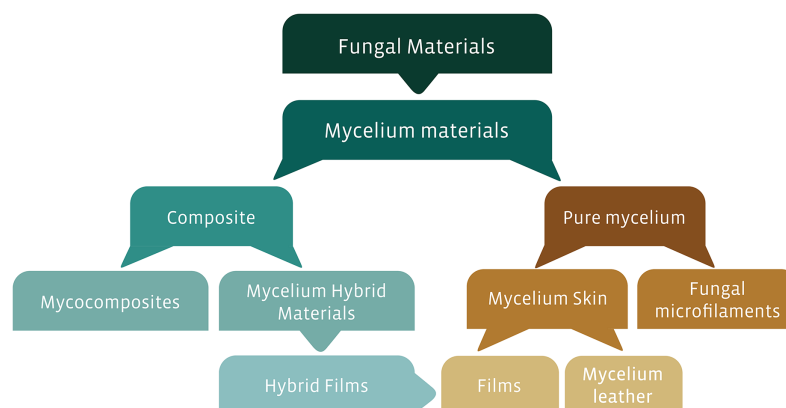 Fungal Materials
Mycelium materials
Composite
Pure mycelium
Mycocomposites
Mycelium Hybrid
Materials
Mycelium Skin
Fungal
microfilaments
Hybrid Films
Films
Mycelium
leather